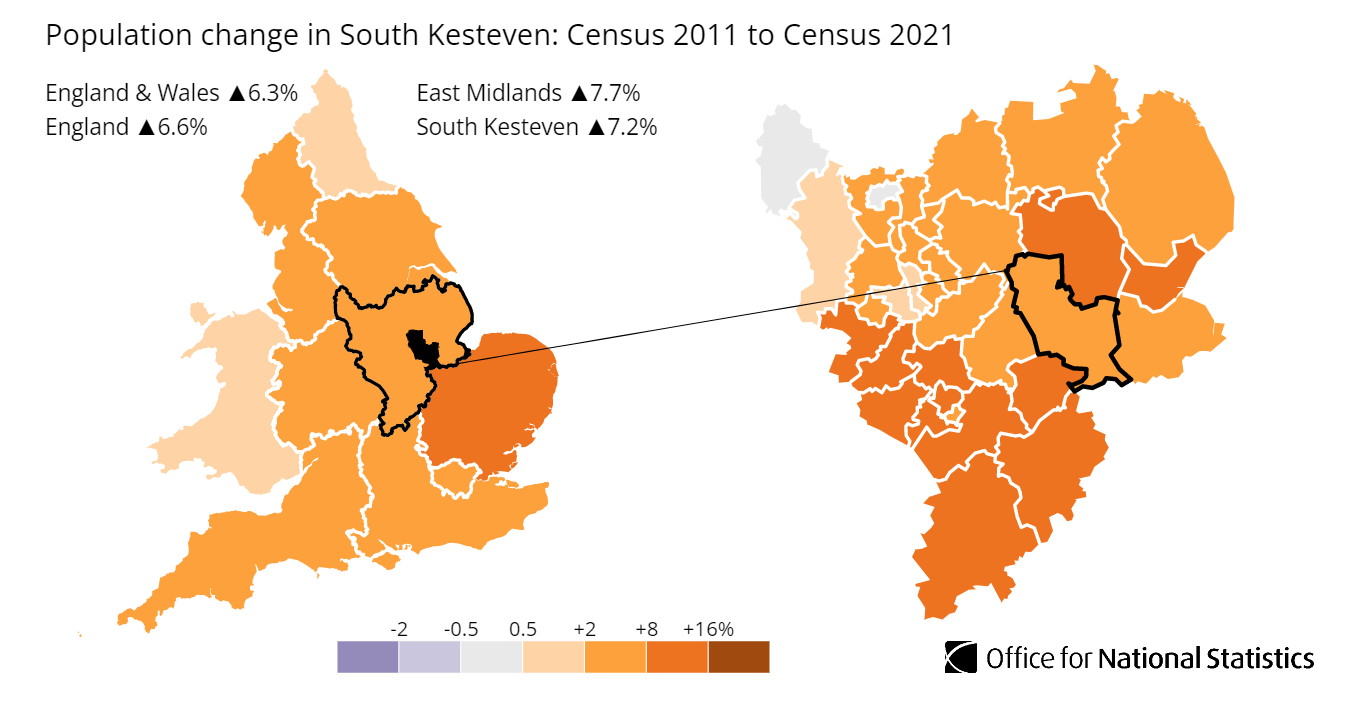 Population change in South Kesteven: Census 2011 to Census 2021
England & Wales ▲6.3%
England ▲6.6%
East Midlands ▲7.7%
South Kesteven ▲7.2%
-2 -0.5 0.5 +2 +8 +16%
Office for National Statistics